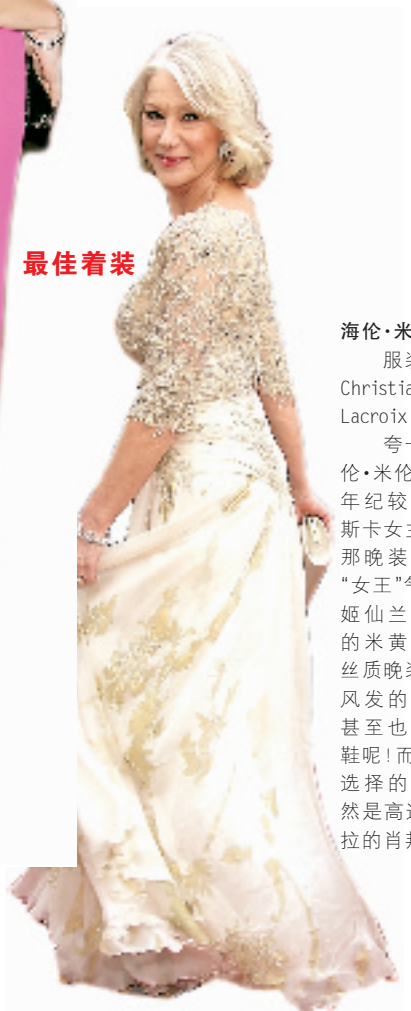 最佳着装
海伦·米
服装
Christia
Lacroix
夸
伦·米伦
年纪较
斯卡女
那晚装
“女王”气
姬仙兰
的米黄
丝质晚装
风发的
甚至也
鞋呢!而
选择的
然是高
拉的肖